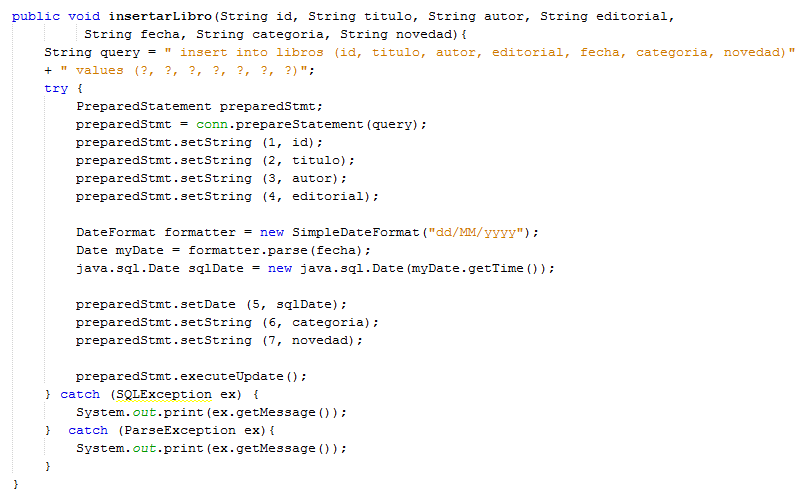 public void insertarLibro(String id, String titulo, String autor, String editorial,
String fecha, String categoria, String novedad){
String query = " insert into libros (id, titulo, autor, editorial, fecha, categoria, novedad)"
+ " values (?, ?, ?, ?, ?, ?, ?)";
try {
PreparedStatement preparedStmt;
preparedStmt = conn.prepareStatement(query);
preparedStmt.setString (1, id);
preparedStmt.setString (2, titulo);
preparedStmt.setString (3, autor);
preparedStmt.setString (4, editorial);
DateFormat formatter = new SimpleDateFormat("dd/MM/yyyy");
Date myDate = formatter.parse(fecha);
java.sql.Date sqlDate = new java.sql.Date(myDate.getTime());
preparedStmt.setDate (5, sqlDate);
preparedStmt.setString (6, categoria);
preparedStmt.setString (7, novedad);
preparedStmt.executeUpdate();
} catch (SQLException ex) {
System.out.print(ex.getMessage());
}  catch (ParseException ex){
System.out.print(ex.getMessage());
}
}